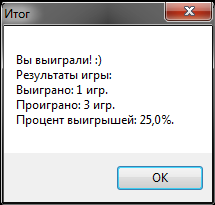 Итог
Вы выиграли! :)
Результаты игры:
Выиграно: 1 игр.
Проиграно: 3 игр.
Процент выигрышей: 25,0%.
OK